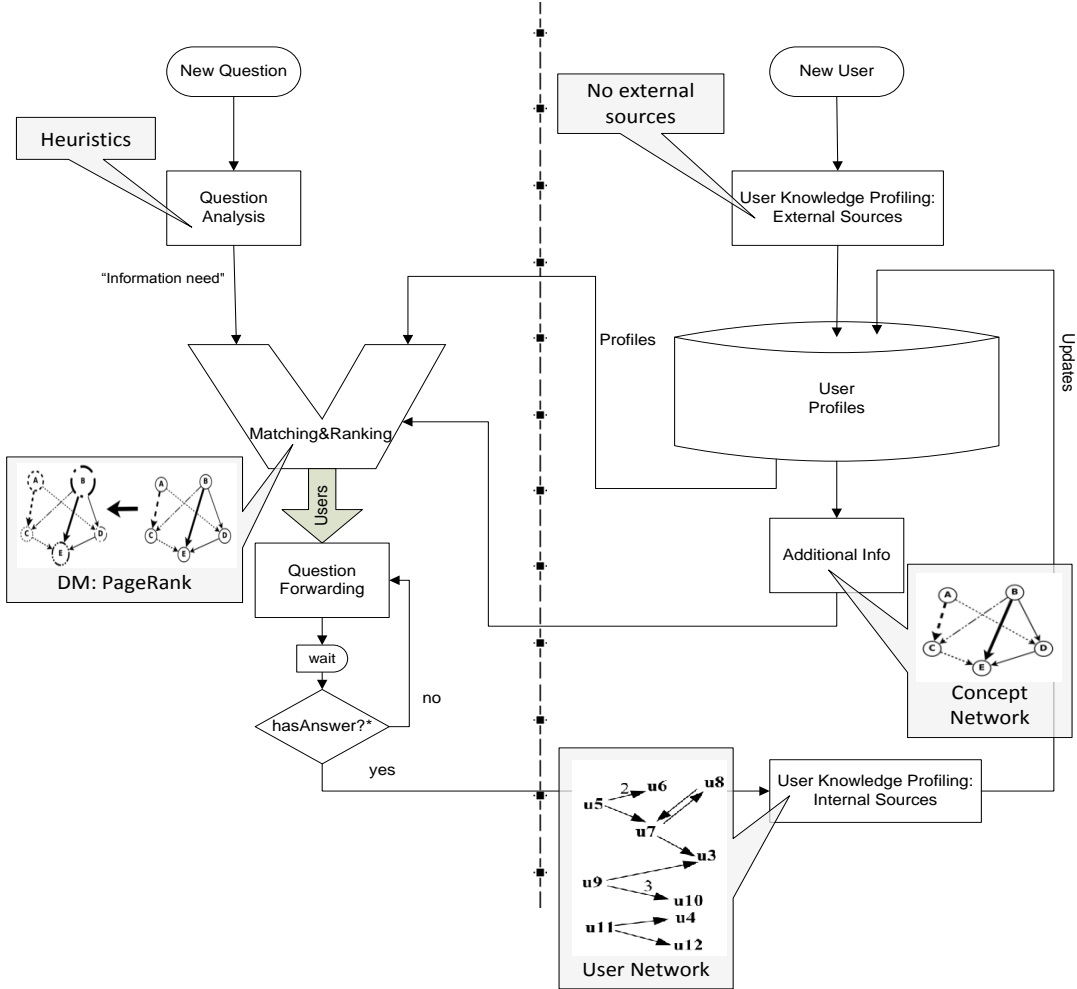 New Question
New User
No external
sources
Heuristics
Question
Analysis
User Knowledge Profiling:
External Sources
“Information need"
Profiles
Updates
User
Profiles
Matching&Ranking
A
B
C
D
E
A
B
C
D
E
DM: PageRank
Users
Question
Forwarding
Additional Info
A
B
C
D
E
Concept
Network
wait
hasAnswer?*
no
yes
User Knowledge Profiling:
Internal Sources
u5
2
u6
u8
u7
u3
u9
3
u10
u11
u4
u12
User Network